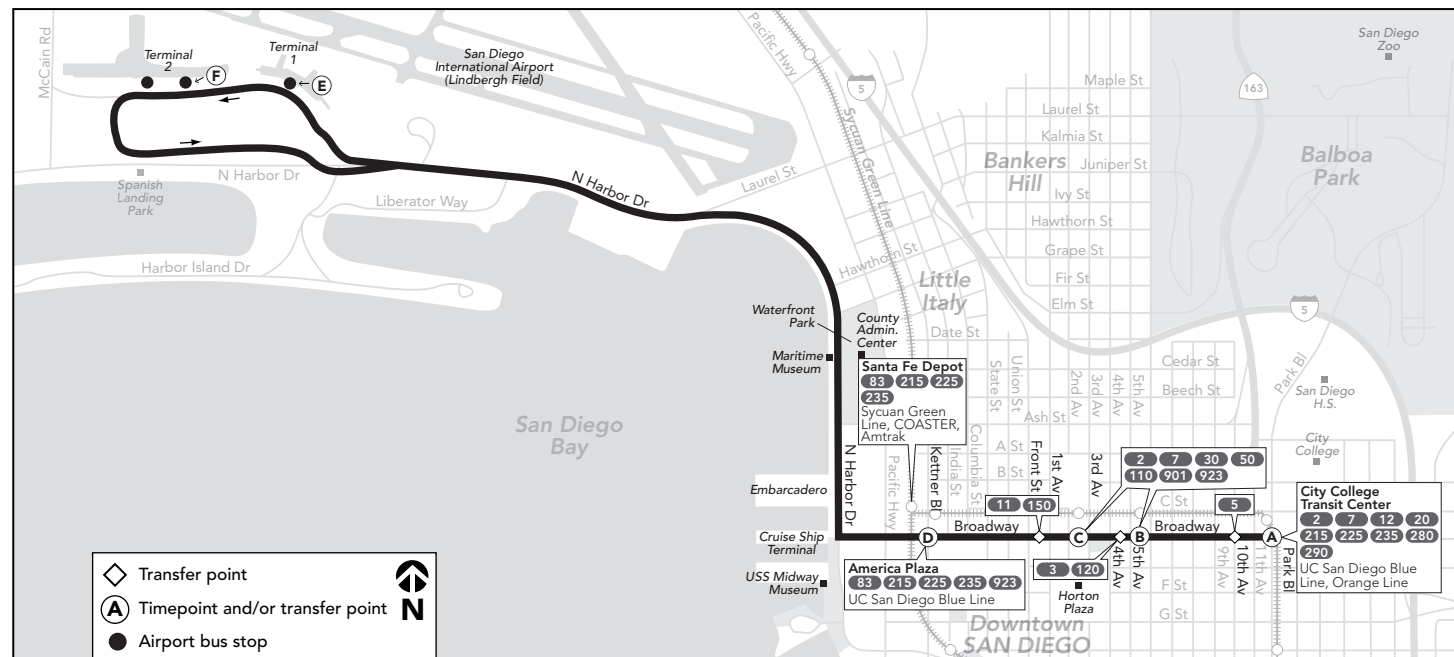 McCain Rd
Terminal
2
F
Terminal
1
E
San Diego
International Airport
(Lindbergh Field)
Pacific Hwy
5
Sycuan Green Line
Maple St
Laurel St
Kalmia St
Juniper St
Ivy St
Hawthorn St
Grape St
Fir St
Elm St
Bankers
Hill
163
San Diego
Zoo
Balboa
Park
Spanish
Landing
Park
N Harbor Dr
Liberator Way
Harbor Island Dr
N Harbor Dr
Laurel St
Hawthorn St
Little
Italy
Date St
5
Waterfront
Park
County
Admin.
Center
Maritime
Museum
Santa Fe Depot
83 215 225
235
Sycuan Green
Line, COASTER,
Amtrak
State St
Union St
2nd Av
3rd Av
4th Av
5th Av
Cedar St
Beech St
Ash St
A St
B St
C St
Park Bl
San Diego
H.S.
City
College
San Diego
Bay
N Harbor Dr
Pacific Hwy
Kettner Bl
India St
Columbia St
Front St
1st Av
3rd Av
2 7 30 50
110 901 923
11 150
5
Embarcadero
Cruise Ship
Terminal
USS Midway
Museum
Broadway
Broadway
D
C
B
A
City College
Transit Center
2 7 12 20
215 225 235 280
290
UC San Diego Blue
Line, Orange Line
America Plaza
83 215 225 235 923
UC San Diego Blue Line
3 120
Horton
Plaza
4th Av
5th Av
9th Av
10th Av
11th Av
Park Bl
F St
G St
Downtown
SAN DIEGO
Transfer point
A Timepoint and/or transfer point
Airport bus stop
N